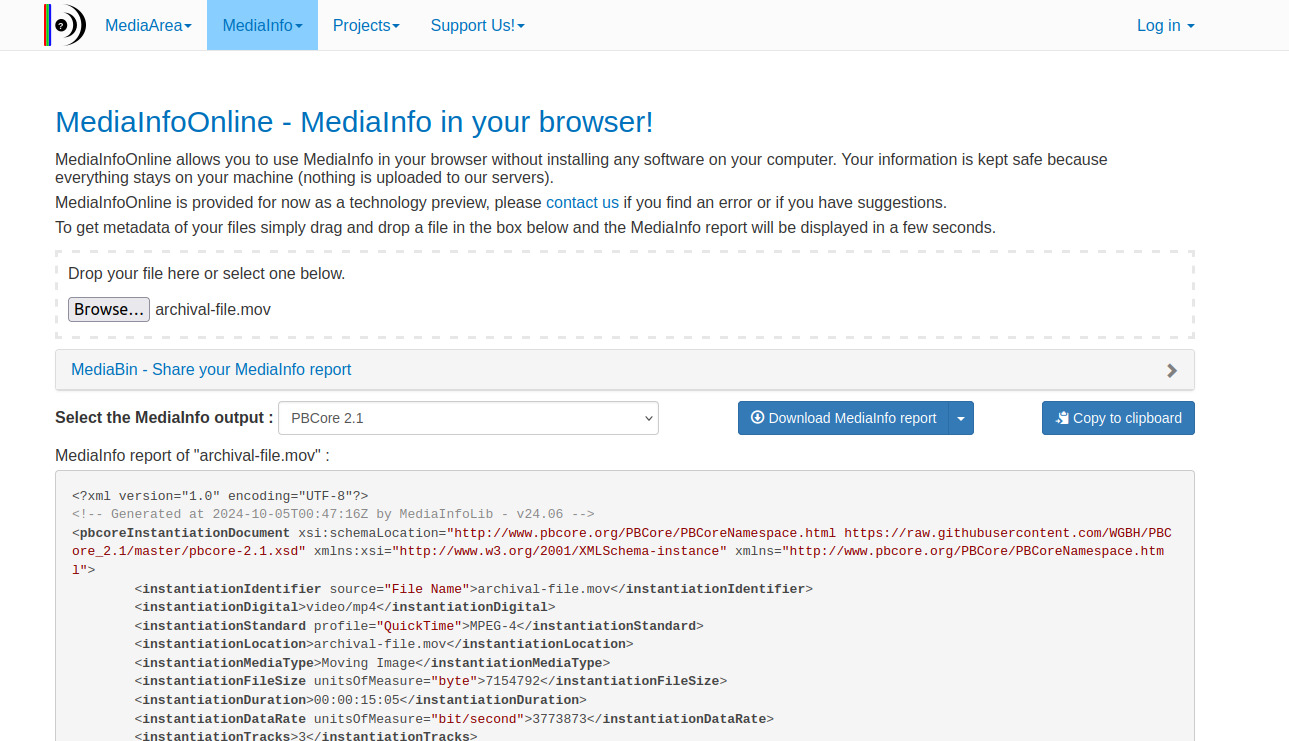 MediaArea MediaInfo Projects Support Us! Log in
MediaInfoOnline - MediaInfo in your browser!
MediaInfoOnline allows you to use MediaInfo in your browser without installing any software on your computer. Your information is kept safe because
everything stays on your machine (nothing is uploaded to our servers).
MediaInfoOnline is provided for now as a technology preview, please contact us if you find an error or if you have suggestions.
To get metadata of your files simply drag and drop a file in the box below and the MediaInfo report will be displayed in a few seconds.
Drop your file here or select one below.
Browse... archival-file.mov
MediaBin - Share your MediaInfo report
Select the MediaInfo output : PBCore 2.1 Download MediaInfo report Copy to clipboard
MediaInfo report of "archival-file.mov" :
<?xml version="1.0" encoding="UTF-8"?>
<!-- Generated at 2024-10-05T00:47:16Z by MediaInfoLib - v24.06 -->
<pbcoreInstantiationDocument xsi:schemaLocation="http://www.pbcore.org/PBCore/PBCoreNamespace.html https://raw.githubusercontent.com/WGBH/PBC
ore_2.1/master/pbcore-2.1.xsd" xmlns:xsi="http://www.w3.org/2001/XMLSchema-instance" xmlns="http://www.pbcore.org/PBCore/PBCoreNamespace.htm
l">
<instantiationIdentifier source="File Name">archival-file.mov</instantiationIdentifier>
<instantiationDigital>video/mp4</instantiationDigital>
<instantiationStandard profile="QuickTime">MPEG-4</instantiationStandard>
<instantiationLocation>archival-file.mov</instantiationLocation>
<instantiationMediaType>Moving Image</instantiationMediaType>
<instantiationFileSize unitsOfMeasure="byte">7154792</instantiationFileSize>
<instantiationDuration>00:00:15:05</instantiationDuration>
<instantiationDataRate unitsOfMeasure="bit/second">3773873</instantiationDataRate>
<instantiationTracks>3</instantiationTracks>